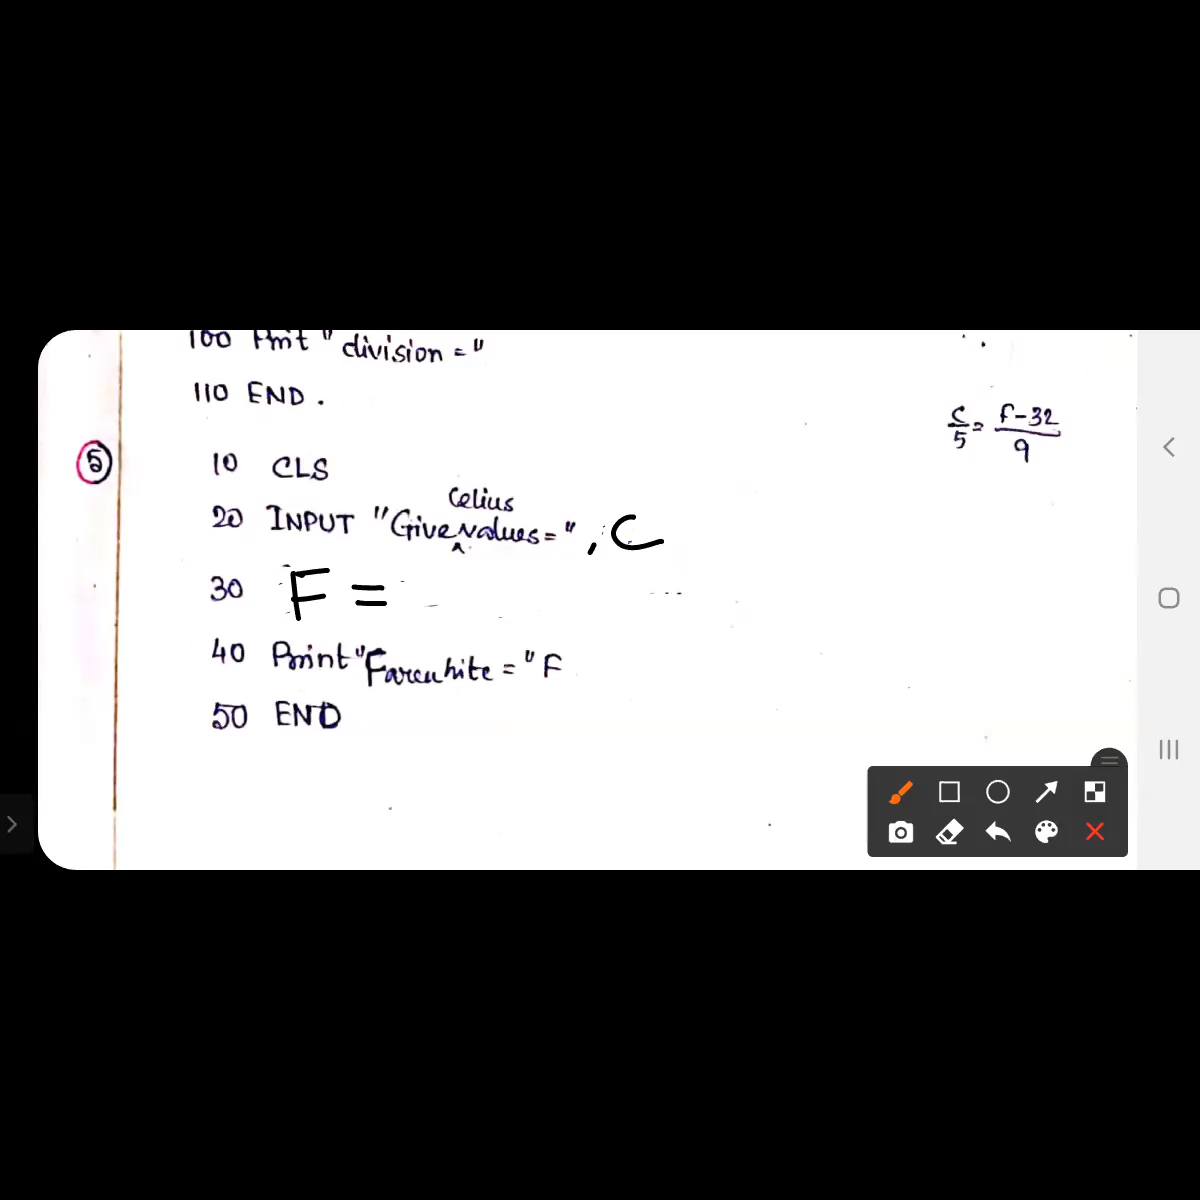 100 Print "division="
110 END.
C/5 = F-32/9
5
10 CLS
20 INPUT "Give Celius values=", C
30 F =
40 Print "Farenhite = " F
50 END